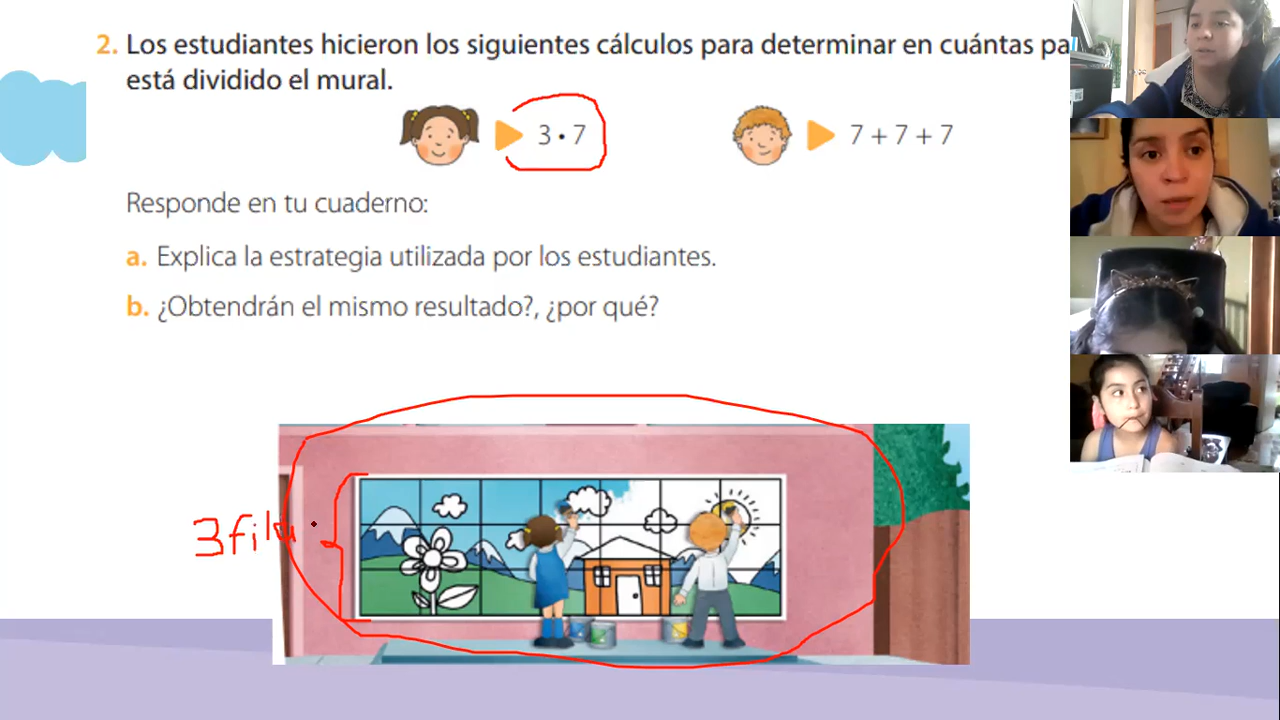 2. Los estudiantes hicieron los siguientes cálculos para determinar en cuántas pa
está dividido el mural.
3 • 7
7 + 7 + 7
Responde en tu cuaderno:
a. Explica la estrategia utilizada por los estudiantes.
b. ¿Obtendrán el mismo resultado?, ¿por qué?